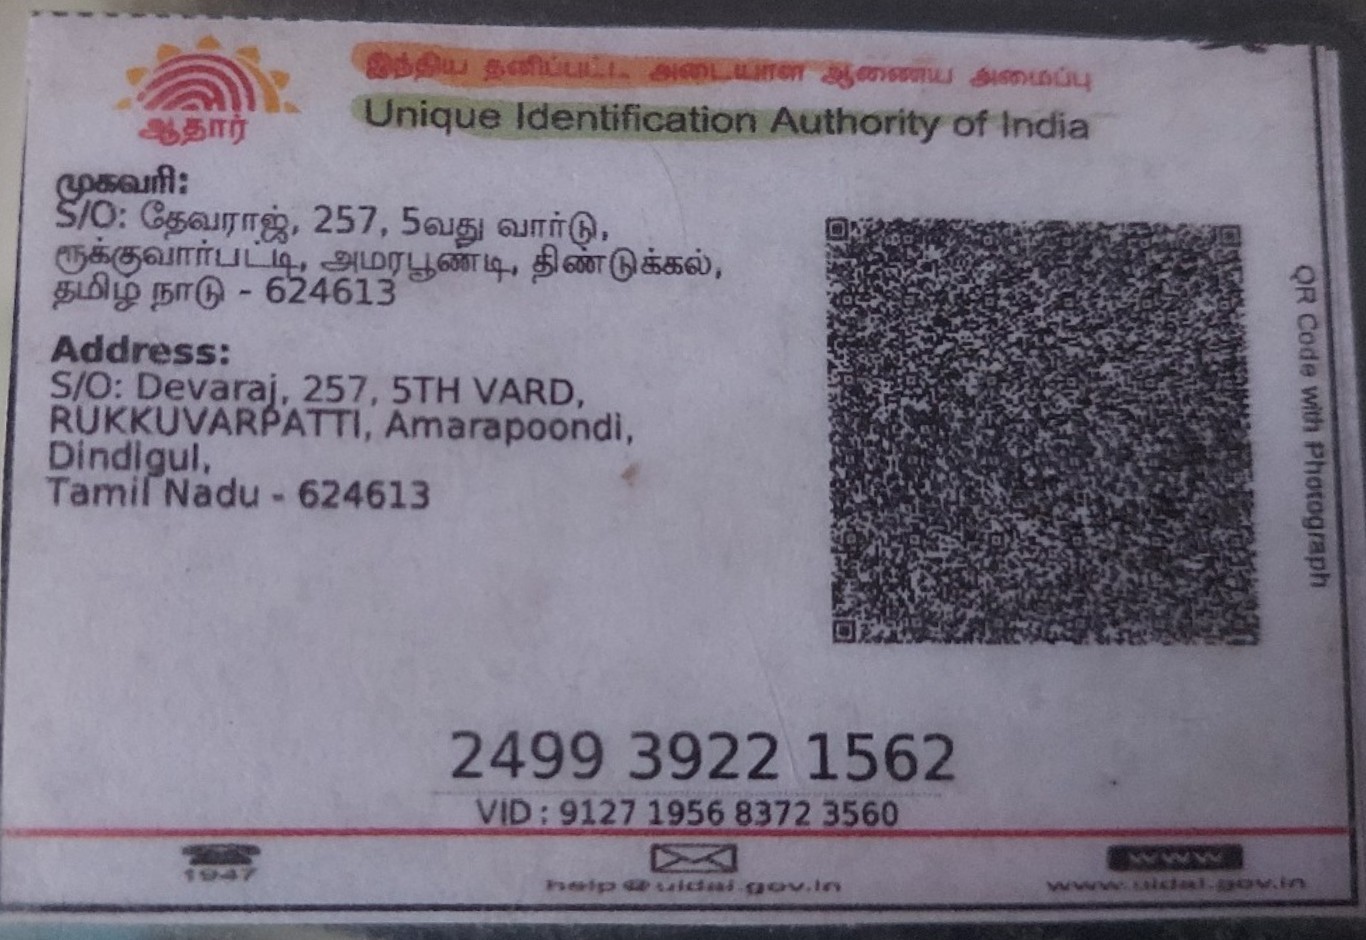 ஆதார்
இந்திய தனிப்பட்ட அடையாள ஆணைய அமைப்பு
Unique Identification Authority of India
முகவரி:
S/O: தேவராஜ், 257, 5வது வார்டு,
ரூக்குவார்பட்டி, அமரபூண்டி, திண்டுக்கல்,
தமிழ் நாடு - 624613
Address:
S/O: Devaraj, 257, 5TH VARD,
RUKKUVARPATTI, Amarapoondi,
Dindigul,
Tamil Nadu - 624613
QR Code with Photograph
2499 3922 1562
VID : 9127 1956 8372 3560
1947
help@uidai.gov.in
www
www.uidai.gov.in